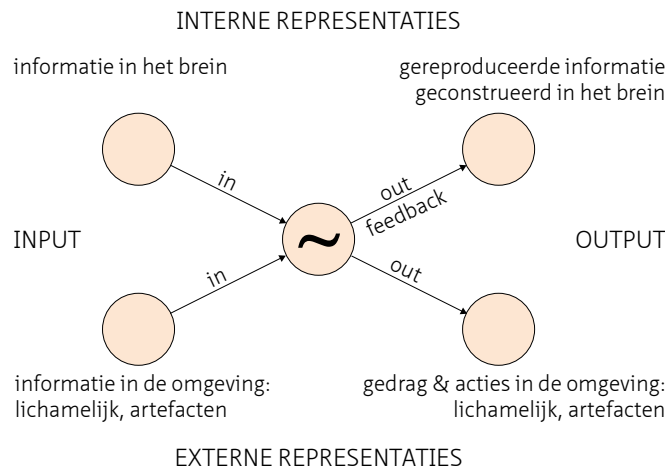 INTERNE REPRESENTATIES
informatie in het brein
gereproduceerde informatie
geconstrueerd in het brein
in
out
feedback
INPUT
~
OUTPUT
in
out
informatie in de omgeving:
lichamelijk, artefacten
gedrag & acties in de omgeving:
lichamelijk, artefacten
EXTERNE REPRESENTATIES